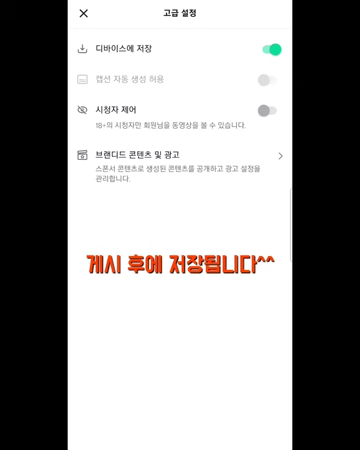 고급 설정
디바이스에 저장
캡션 자동 생성 허용
시청자 제어
18+의 시청자만 회원님을 동영상을 볼 수 있습니다.
브랜디드 콘텐츠 및 광고
스폰서 콘텐츠로 생성된 콘텐츠를 공개하고 광고 설정을
관리합니다.
게시 후에 저장됩니다^^